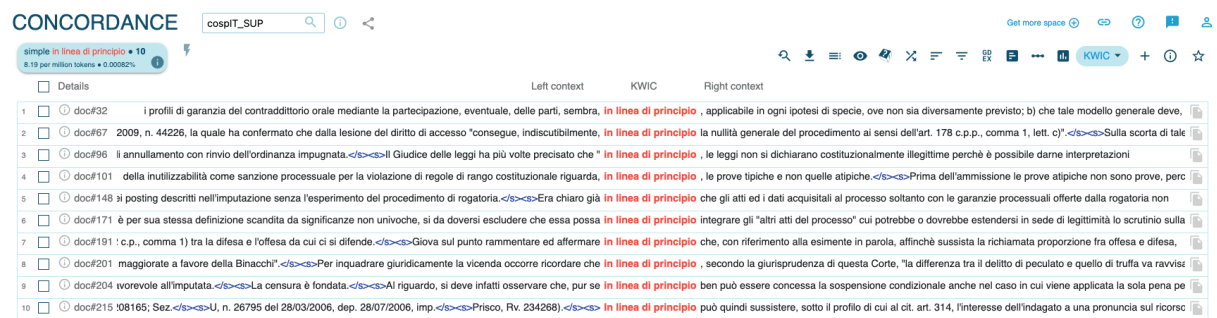 CONCORDANCE cospIT_SUP Get more space
simple in linea di principio • 10
8.19 per million tokens • 0.00082%
GD EX KWIC
Details Left context KWIC Right context
1 doc#32 i profili di garanzia del contraddittorio orale mediante la partecipazione, eventuale, delle parti, sembra, in linea di principio , applicabile in ogni ipotesi di specie, ove non sia diversamente previsto; b) che tale modello generale deve,
2 doc#67 2009, n. 44226, la quale ha confermato che dalla lesione del diritto di accesso "consegue, indiscutibilmente, in linea di principio la nullità generale del procedimento ai sensi dell'art. 178 c.p.p., comma 1, lett. c)".</s><s>Sulla scorta di tale
3 doc#96 li annullamento con rinvio dell'ordinanza impugnata.</s><s>Il Giudice delle leggi ha più volte precisato che " in linea di principio , le leggi non si dichiarano costituzionalmente illegittime perchè è possibile darne interpretazioni
4 doc#101 della inutilizzabilità come sanzione processuale per la violazione di regole di rango costituzionale riguarda, in linea di principio , le prove tipiche e non quelle atipiche.</s><s>Prima dell'ammissione le prove atipiche non sono prove, perc
5 doc#148 ei posting descritti nell'imputazione senza l'esperimento del procedimento di rogatoria.</s><s>Era chiaro già in linea di principio che gli atti ed i dati acquisitali al processo soltanto con le garanzie processuali offerte dalla rogatoria non
6 doc#171 è per sua stessa definizione scandita da significanze non univoche, si da doversi escludere che essa possa in linea di principio integrare gli "altri atti del processo" cui potrebbe o dovrebbe estendersi in sede di legittimità lo scrutinio sulla
7 doc#191 c.p., comma 1) tra la difesa e l'offesa da cui ci si difende.</s><s>Giova sul punto rammentare ed affermare in linea di principio che, con riferimento alla esimente in parola, affinchè sussista la richiamata proporzione fra offesa e difesa,
8 doc#201 maggiorate a favore della Binacchi".</s><s>Per inquadrare giuridicamente la vicenda occorre ricordare che in linea di principio , secondo la giurisprudenza di questa Corte, "la differenza tra il delitto di peculato e quello di truffa va ravvisa
9 doc#204 avorevole all'imputata.</s><s>La censura è fondata.</s><s>Al riguardo, si deve infatti osservare che, pur se in linea di principio ben può essere concessa la sospensione condizionale anche nel caso in cui viene applicata la sola pena pe
10 doc#215 208165; Sez.</s><s>U, n. 26795 del 28/03/2006, dep. 28/07/2006, imp.</s><s>Prisco, Rv. 234268).</s><s>In in linea di principio può quindi sussistere, sotto il profilo di cui al cit. art. 314, l'interesse dell'indagato a una pronuncia sul ricorso